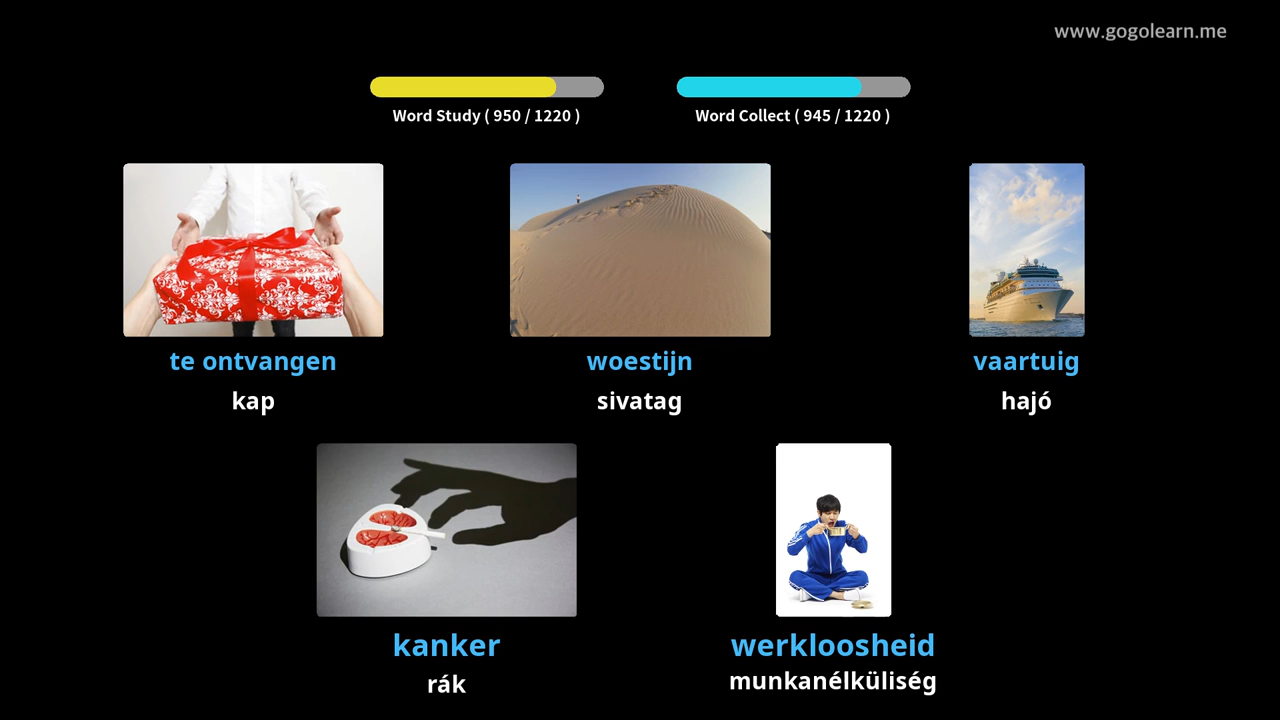 www.gogolearn.me
Word Study ( 950 / 1220 )
Word Collect ( 945 / 1220 )
te ontvangen
kap
woestijn
sivatag
vaartuig
hajó
kanker
rák
werkloosheid
munkanélküliség